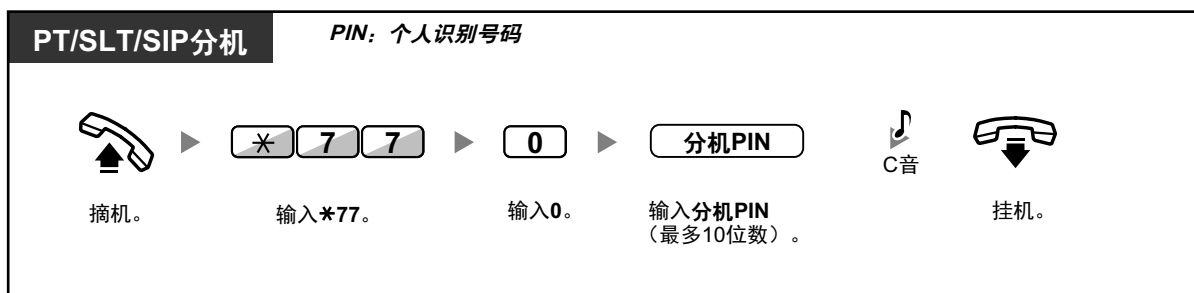 PT/SLT/SIP分机
PIN：个人识别号码
✳ 7 7
0
分机PIN
C音
摘机。
输入✳77。
输入0。
输入分机PIN
（最多10位数）。
挂机。